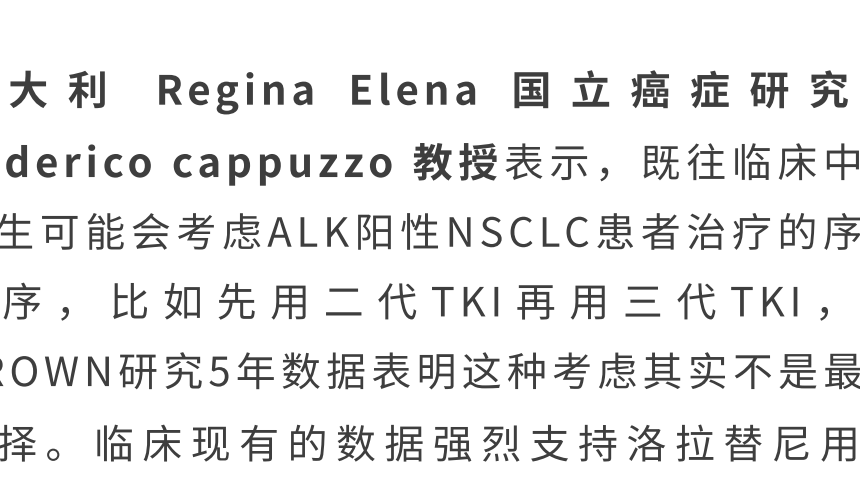 大利 Regina Elena 国立癌症研究
derico cappuzzo 教授表示，既往临床中
生可能会考虑ALK阳性NSCLC患者治疗的序
序，比如先用二代TKI再用三代TKI，
ROWN研究5年数据表明这种考虑其实不是最
择。临床现有的数据强烈支持洛拉替尼用